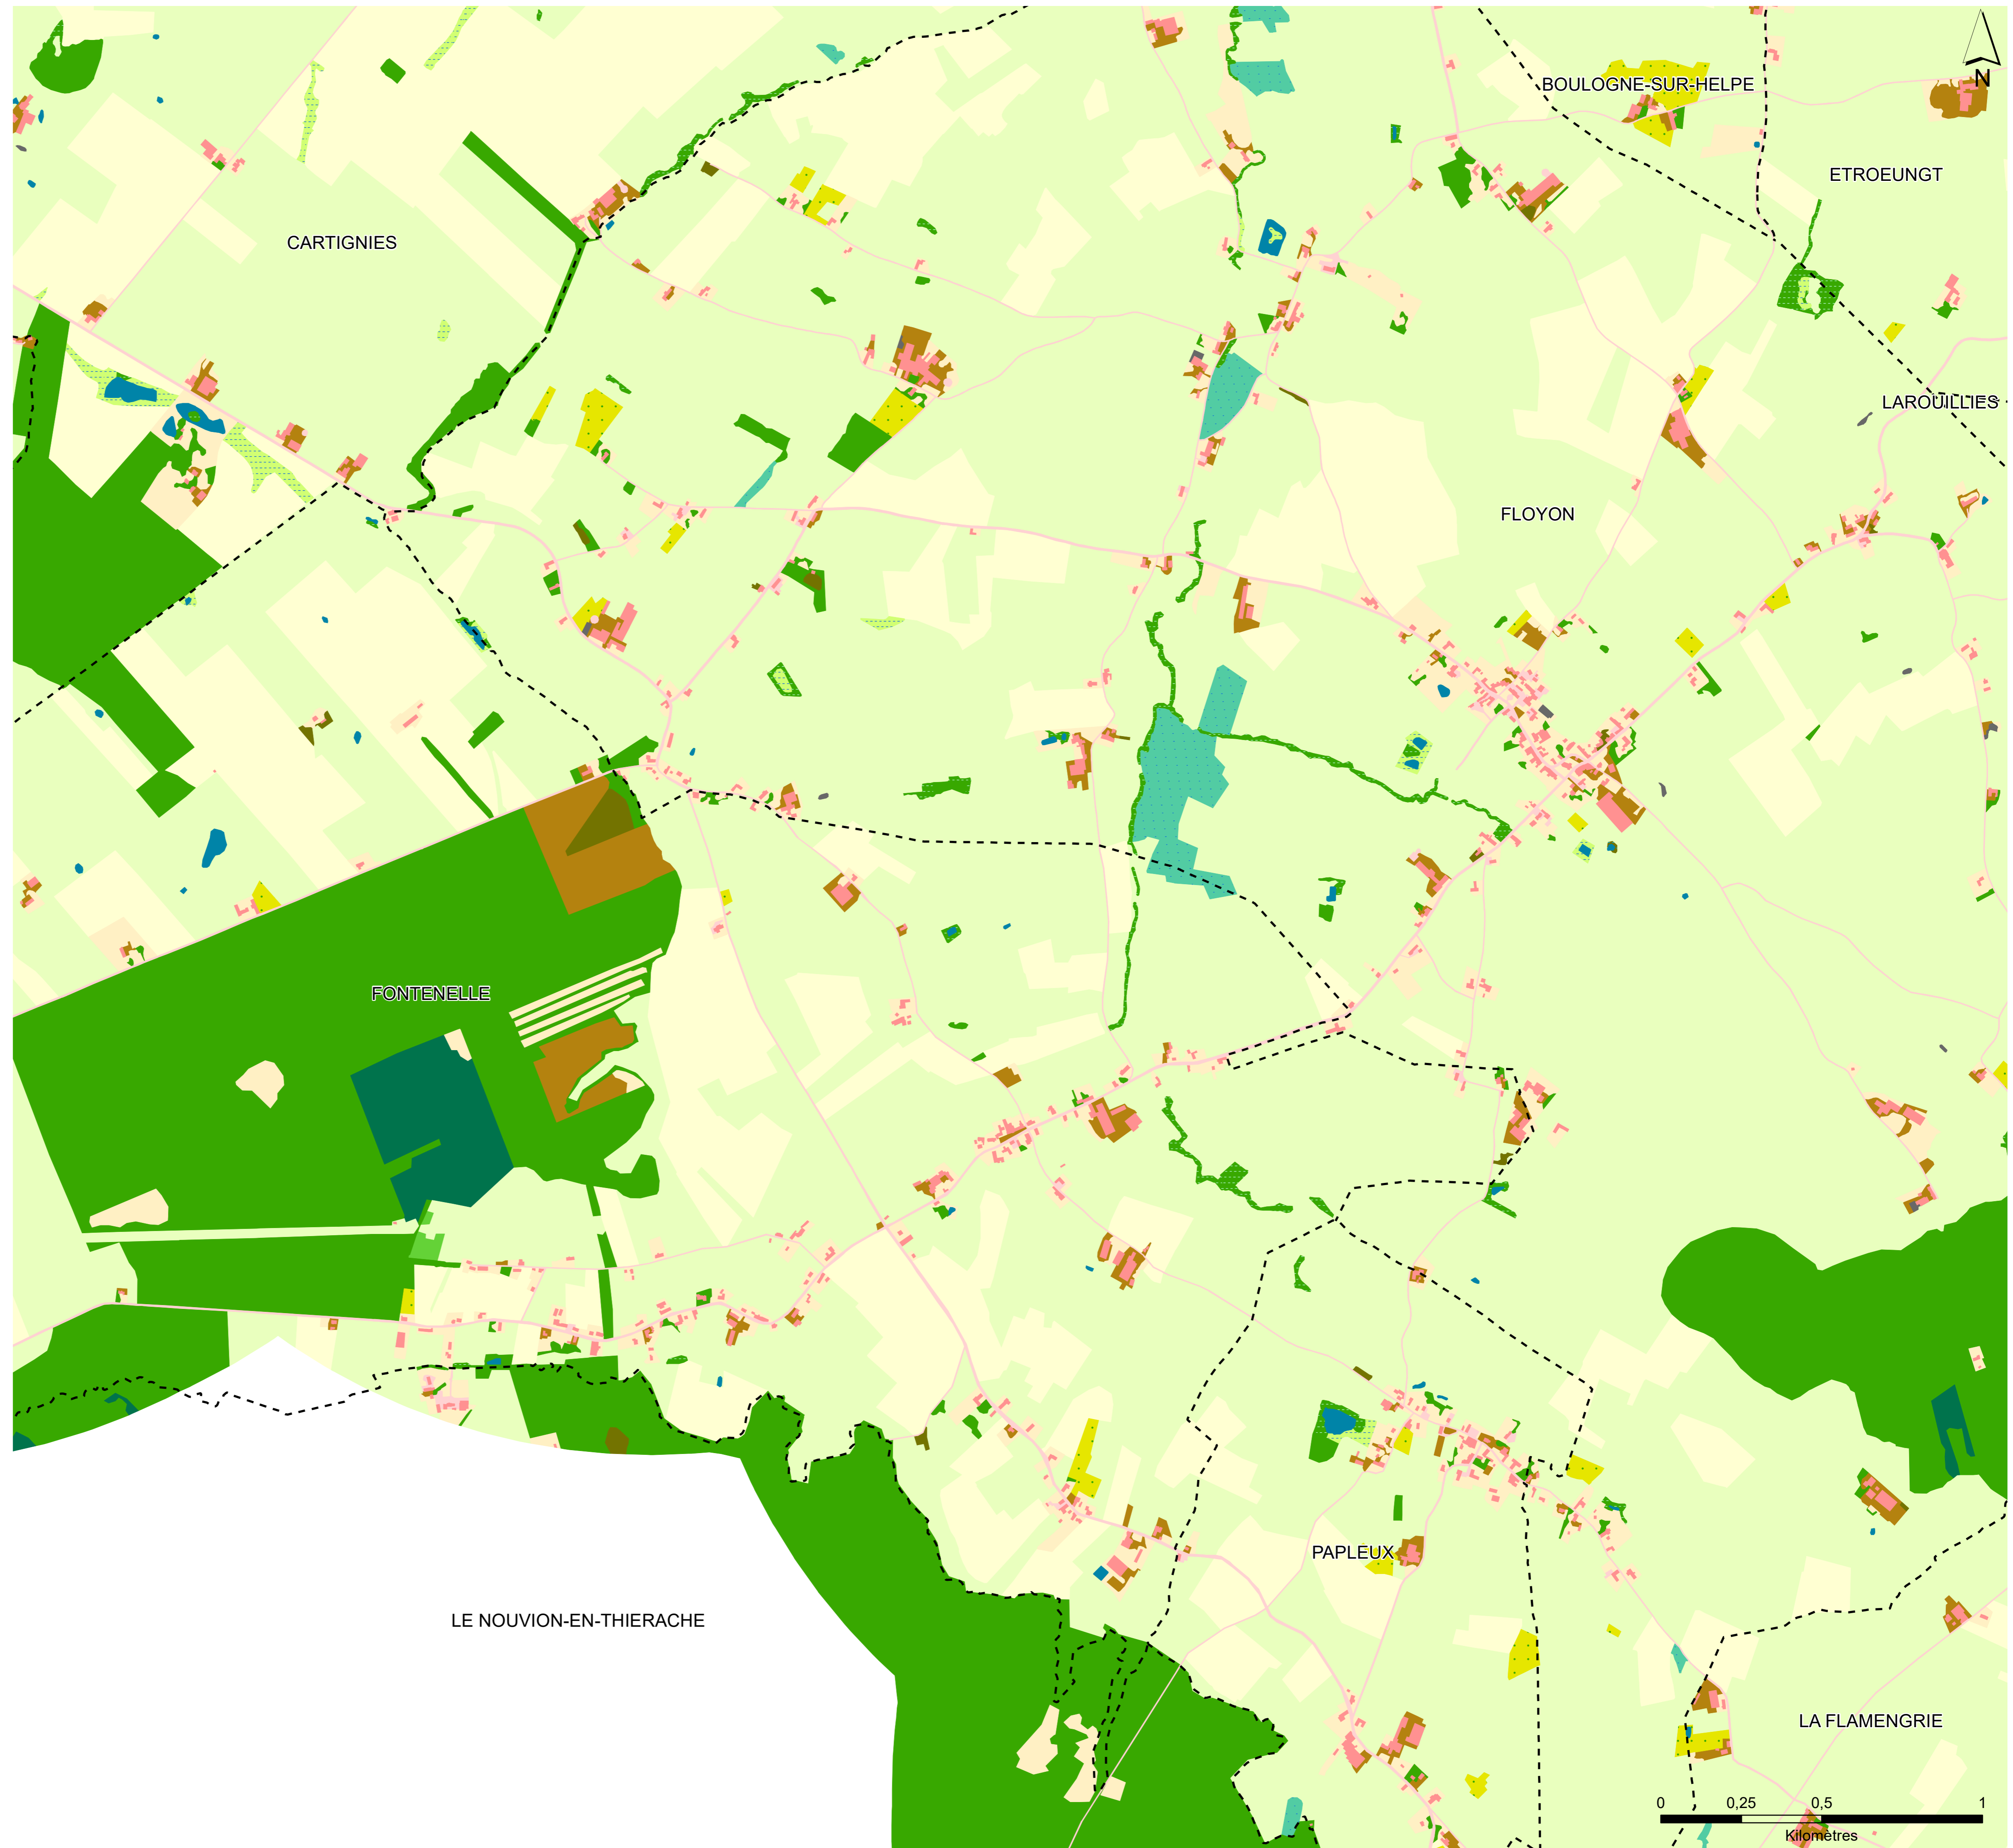 N
BOULOGNE-SUR-HELPE
ETROEUNGT
CARTIGNIES
LAROUILLIES
FLOYON
FONTENELLE
PAPLEUX
LE NOUVION-EN-THIERACHE
LA FLAMENGRIE
0 0,25 0,5 1
Kilomètres